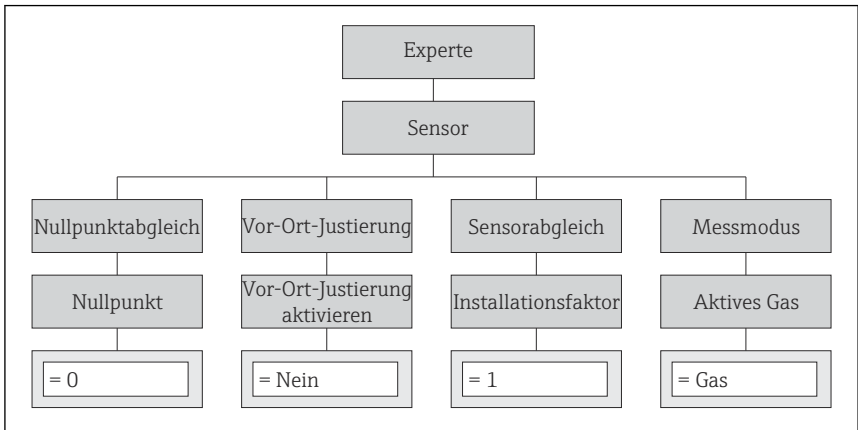 Experte
Sensor
Nullpunktabgleich
Vor-Ort-Justierung
Sensorabgleich
Messmodus
Nullpunkt
Vor-Ort-Justierung
aktivieren
Installationsfaktor
Aktives Gas
= 0
= Nein
= 1
= Gas